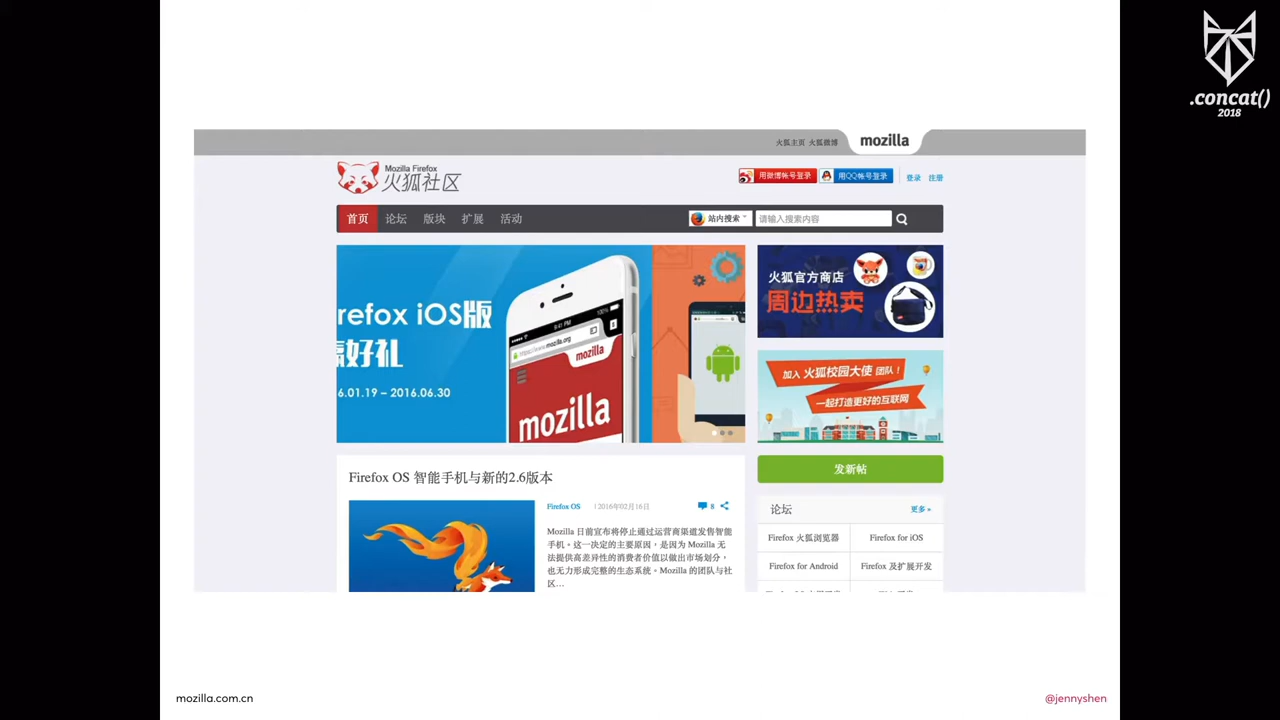 .concat()
2018
火狐主页 火狐微博
mozilla
Mozilla Firefox
火狐社区
用微博帐号登录
用QQ帐号登录
登录 注册
首页 论坛 版块 扩展 活动
站内搜索
请输入搜索内容
refox iOS版
赢好礼
6.01.19 – 2016.06.30
9:41 PM
100%
https://www.mozilla.org
mozilla
mozilla
火狐官方商店
周边热卖
加入 火狐校园大使 团队！
一起打造更好的互联网
Firefox OS 智能手机与新的2.6版本
Firefox OS
2016年02月16日
8
Mozilla 日前宣布将停止通过运营商渠道发售智能
手机。这一决定的主要原因，是因为 Mozilla 无
法提供高差异性的消费者价值以做出市场划分，
也无力形成完整的生态系统。Mozilla 的团队与社
区…
发新帖
论坛
更多 »
Firefox 火狐浏览器
Firefox for iOS
Firefox for Android
Firefox 及扩展开发
mozilla.com.cn
@jennyshen